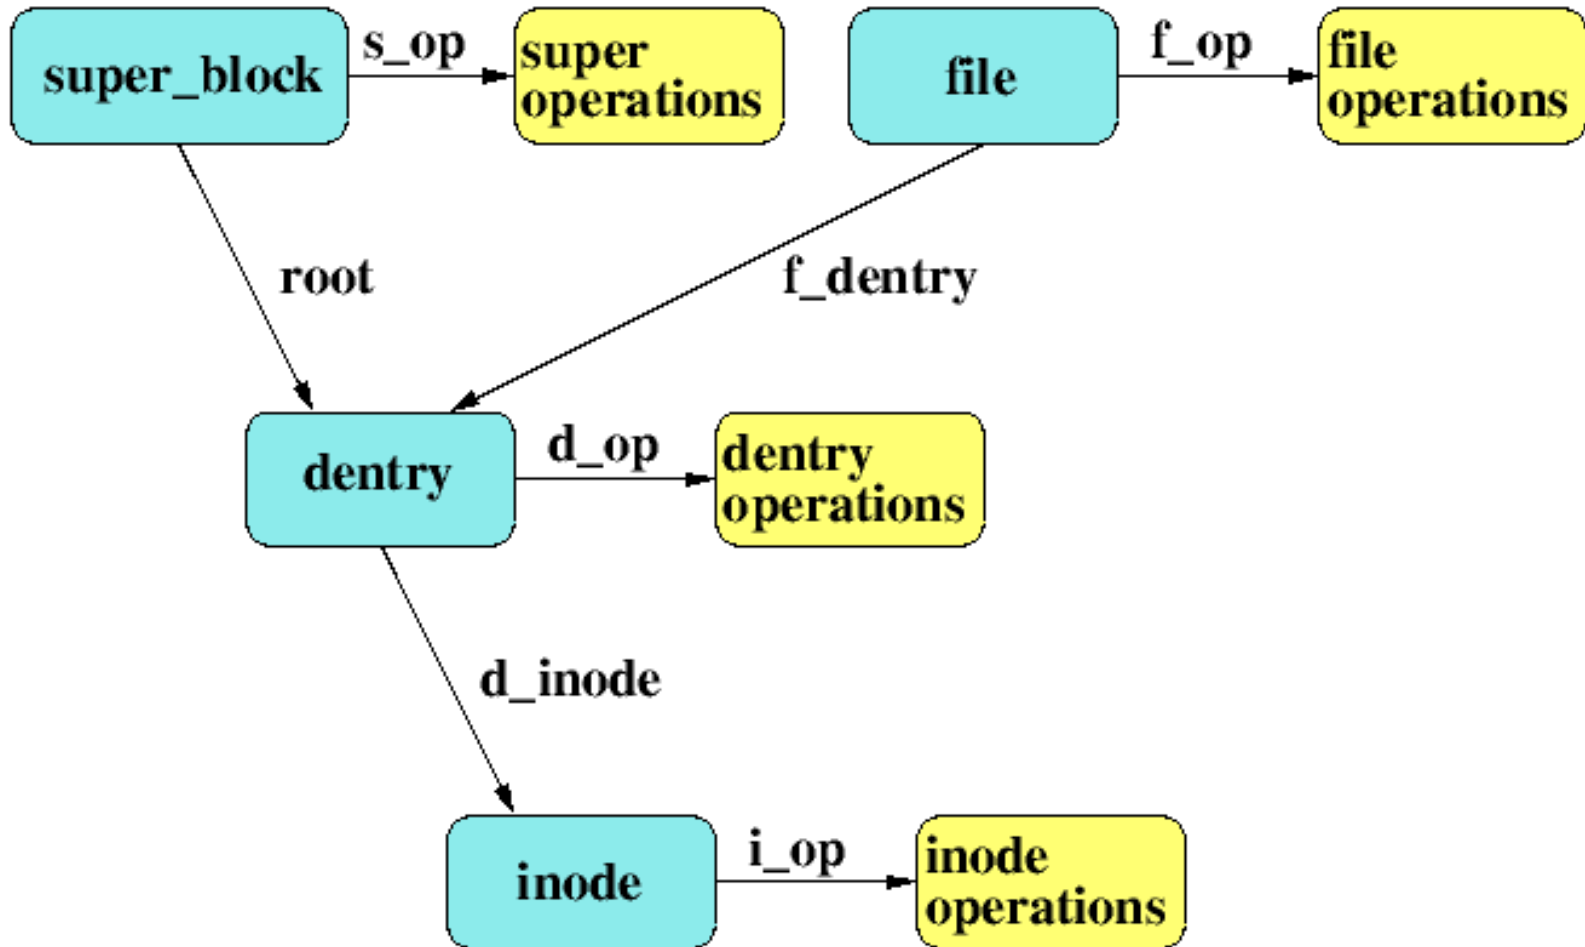 super_block
s_op
super
operations
file
f_op
file
operations
root
f_dentry
dentry
d_op
dentry
operations
d_inode
inode
i_op
inode
operations